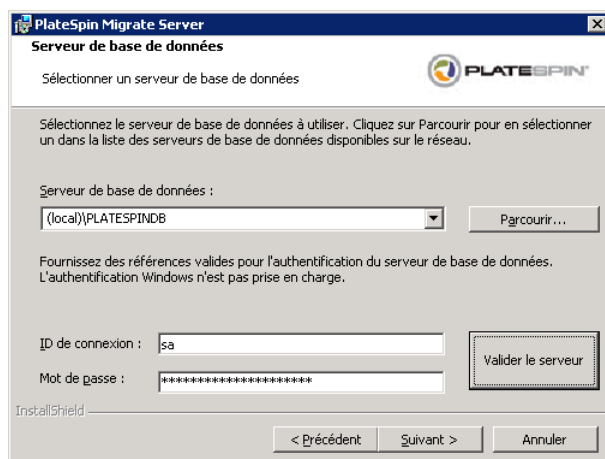 PlateSpin Migrate Server
Serveur de base de données
Sélectionner un serveur de base de données
PLATESPIN
Sélectionnez le serveur de base de données à utiliser. Cliquez sur Parcourir pour en sélectionner
un dans la liste des serveurs de base de données disponibles sur le réseau.
Serveur de base de données :
(local)\PLATESPINDB
Parcourir...
Fournissez des références valides pour l'authentification du serveur de base de données.
L'authentification Windows n'est pas prise en charge.
ID de connexion :
sa
Valider le serveur
Mot de passe :
*********************
InstallShield
< Précédent
Suivant >
Annuler